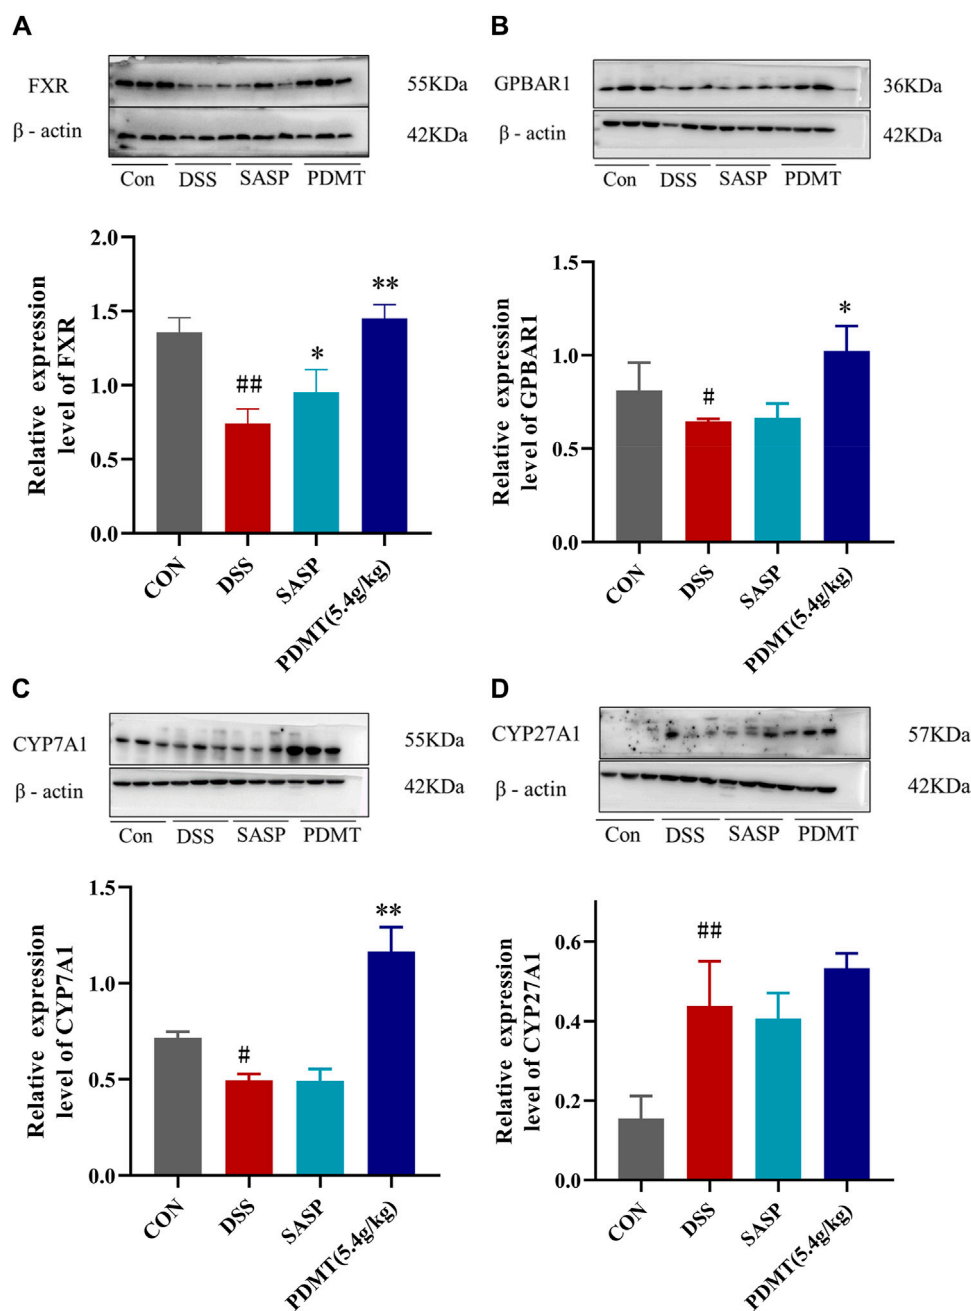 A
FXR
55KDa
β - actin
42KDa
Con DSS SASP PDMT
Relative expression
level of FXR
2.0
1.5
1.0
0.5
0.0
##
*
**
CON
DSS
SASP
PDMT(5.4g/kg)
B
GPBAR1
36KDa
β - actin
42KDa
Con DSS SASP PDMT
Relative expression
level of GPBAR1
1.5
1.0
0.5
0.0
#
*
CON
DSS
SASP
PDMT(5.4g/kg)
C
CYP7A1
55KDa
β - actin
42KDa
Con DSS SASP PDMT
Relative expression
level of CYP7A1
1.5
1.0
0.5
0.0
#
**
CON
DSS
SASP
PDMT(5.4g/kg)
D
CYP27A1
57KDa
β - actin
42KDa
Con DSS SASP PDMT
Relative expression
level of CYP27A1
0.6
0.4
0.2
0.0
##
CON
DSS
SASP
PDMT(5.4g/kg)